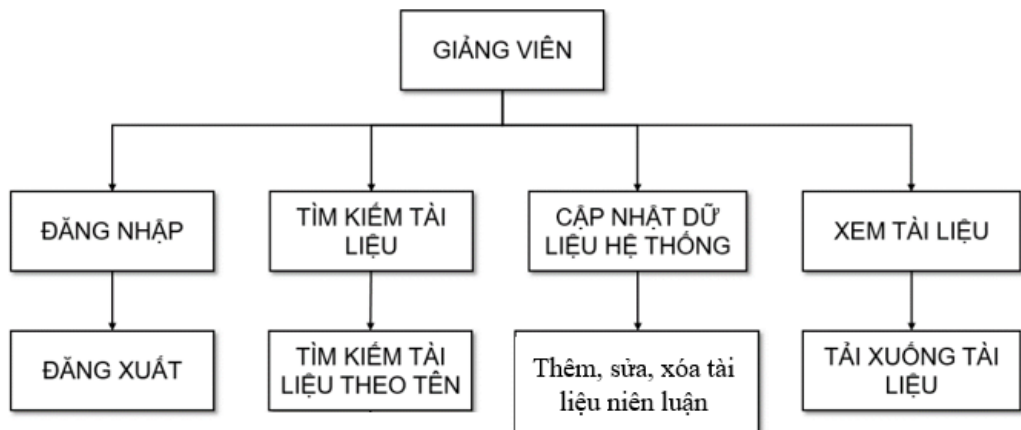 GIẢNG VIÊN
ĐĂNG NHẬP
TÌM KIẾM TÀI
LIỆU
CẬP NHẬT DỮ
LIỆU HỆ THỐNG
XEM TÀI LIỆU
ĐĂNG XUẤT
TÌM KIẾM TÀI
LIỆU THEO TÊN
Thêm, sửa, xóa tài
liệu niên luận
TẢI XUỐNG TÀI
LIỆU